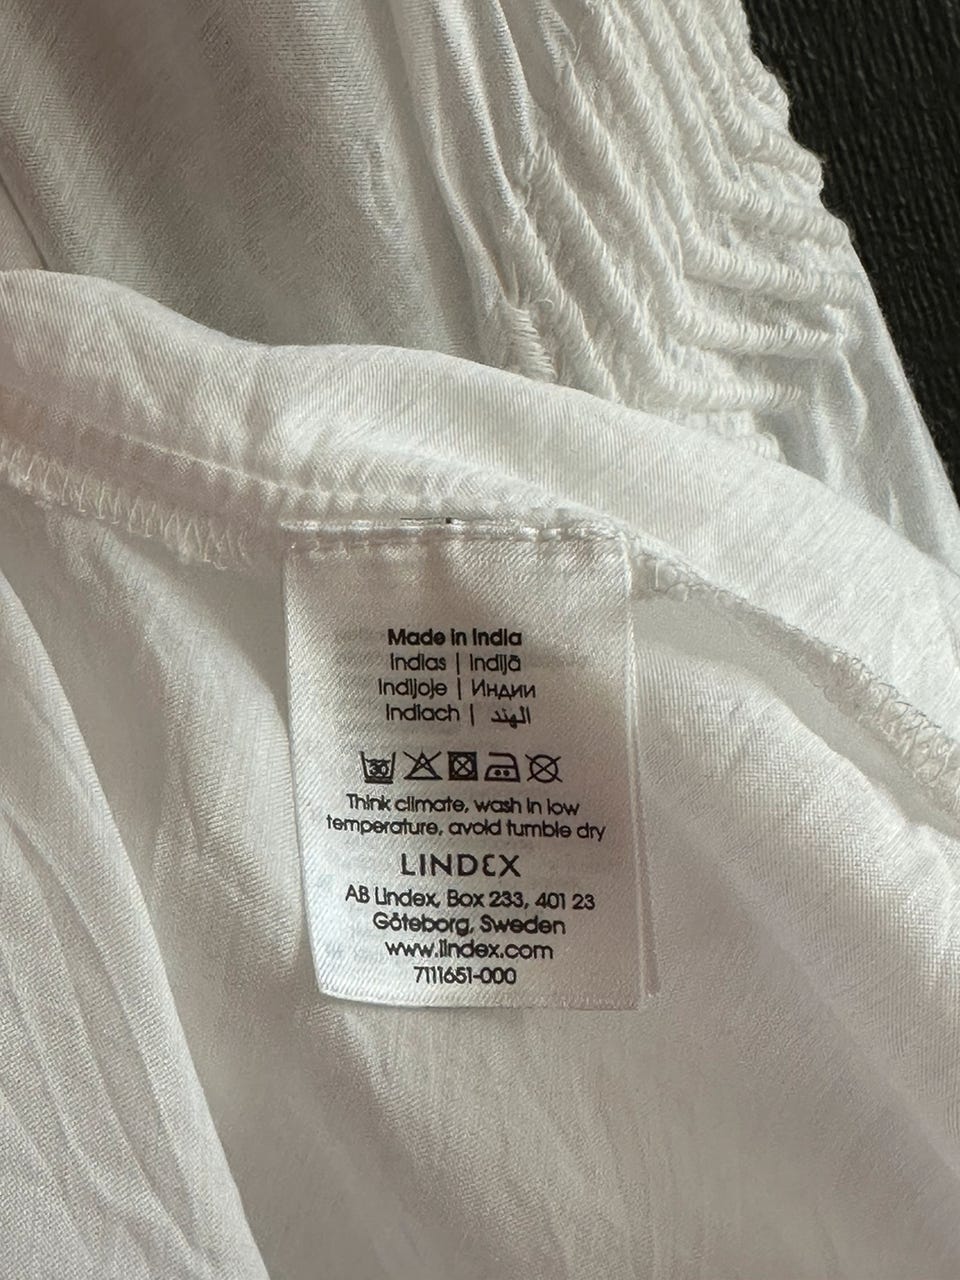 Made in India
Indias | Indijā
Indijoje | Индии
Indiach | الهند
30
Think climate, wash in low
temperature, avoid tumble dry
LINDEX
AB Lindex, Box 233, 401 23
Göteborg, Sweden
www.lindex.com
7111651-000